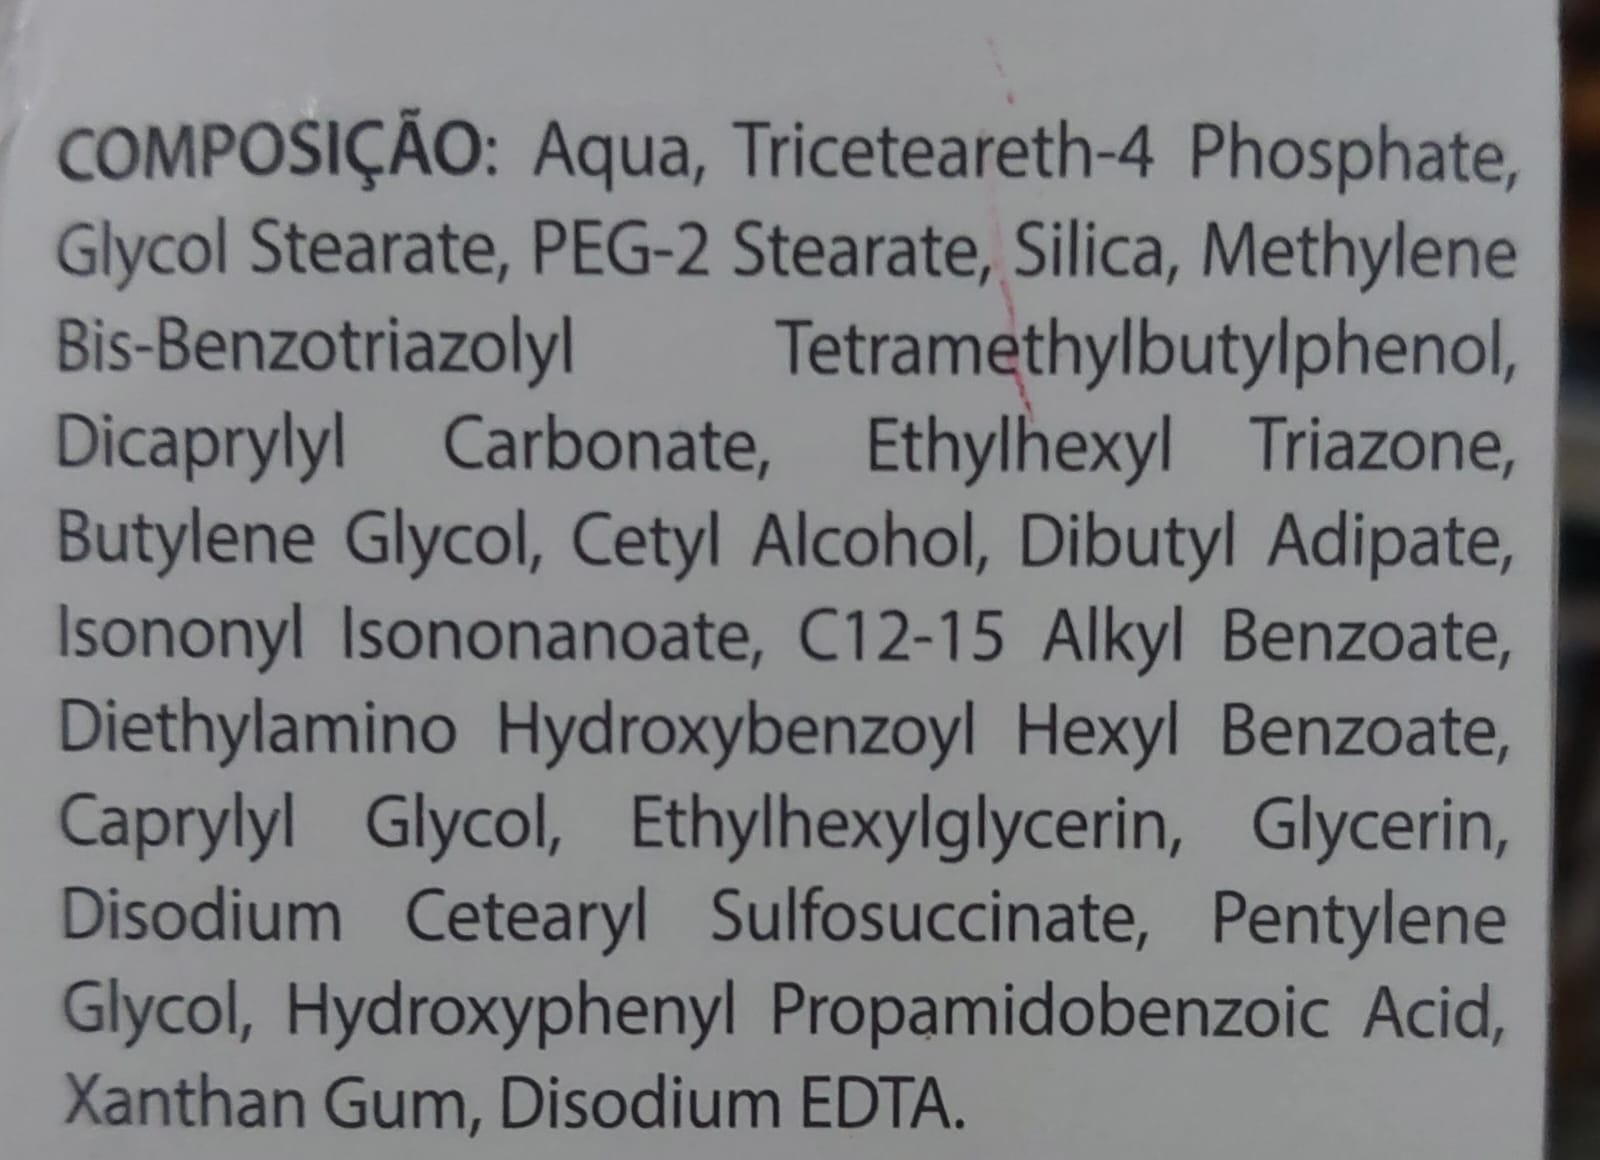 COMPOSIÇÃO: Aqua, Triceteareth-4 Phosphate,
Glycol Stearate, PEG-2 Stearate, Silica, Methylene
Bis-Benzotriazolyl Tetramethylbutylphenol,
Dicaprylyl Carbonate, Ethylhexyl Triazone,
Butylene Glycol, Cetyl Alcohol, Dibutyl Adipate,
Isononyl Isononanoate, C12-15 Alkyl Benzoate,
Diethylamino Hydroxybenzoyl Hexyl Benzoate,
Caprylyl Glycol, Ethylhexylglycerin, Glycerin,
Disodium Cetearyl Sulfosuccinate, Pentylene
Glycol, Hydroxyphenyl Propamidobenzoic Acid,
Xanthan Gum, Disodium EDTA.